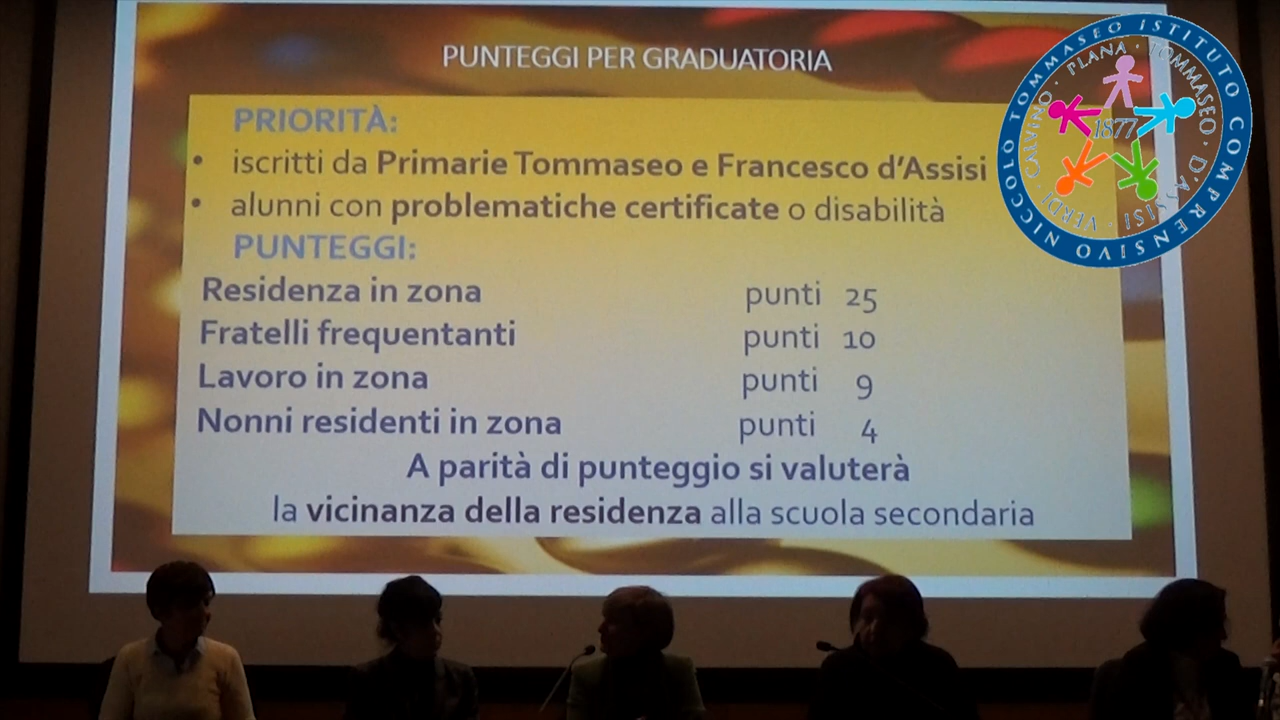 PUNTEGGI PER GRADUATORIA
PRIORITÀ:
• iscritti da Primarie Tommaseo e Francesco d'Assisi
• alunni con problematiche certificate o disabilità
PUNTEGGI:
Residenza in zona punti 25
Fratelli frequentanti punti 10
Lavoro in zona punti 9
Nonni residenti in zona punti 4
A parità di punteggio si valuterà
la vicinanza della residenza alla scuola secondaria
ISTITUTO COMPRENSIVO NICCOLÒ TOMMASEO
VERDI · CALVINO · PLANA · TOMMASEO · D'ASSISI ·
1877